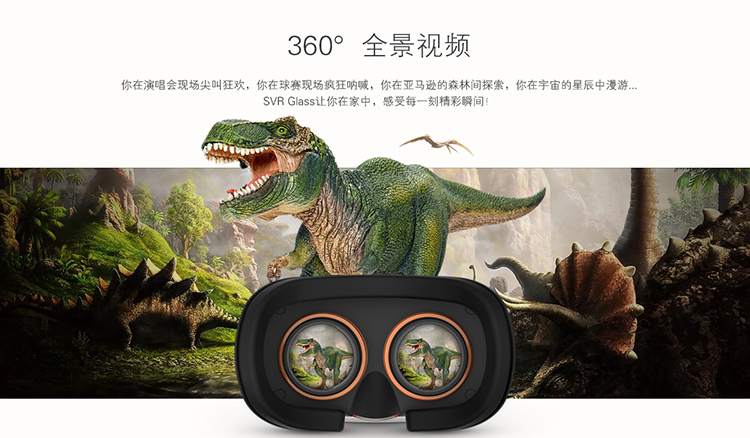 360° 全景视频
你在演唱会现场尖叫狂欢，你在球赛现场疯狂呐喊，你在亚马逊的森林间探索，你在宇宙的星辰中漫游...
SVR Glass让你在家中，感受每一刻精彩瞬间!